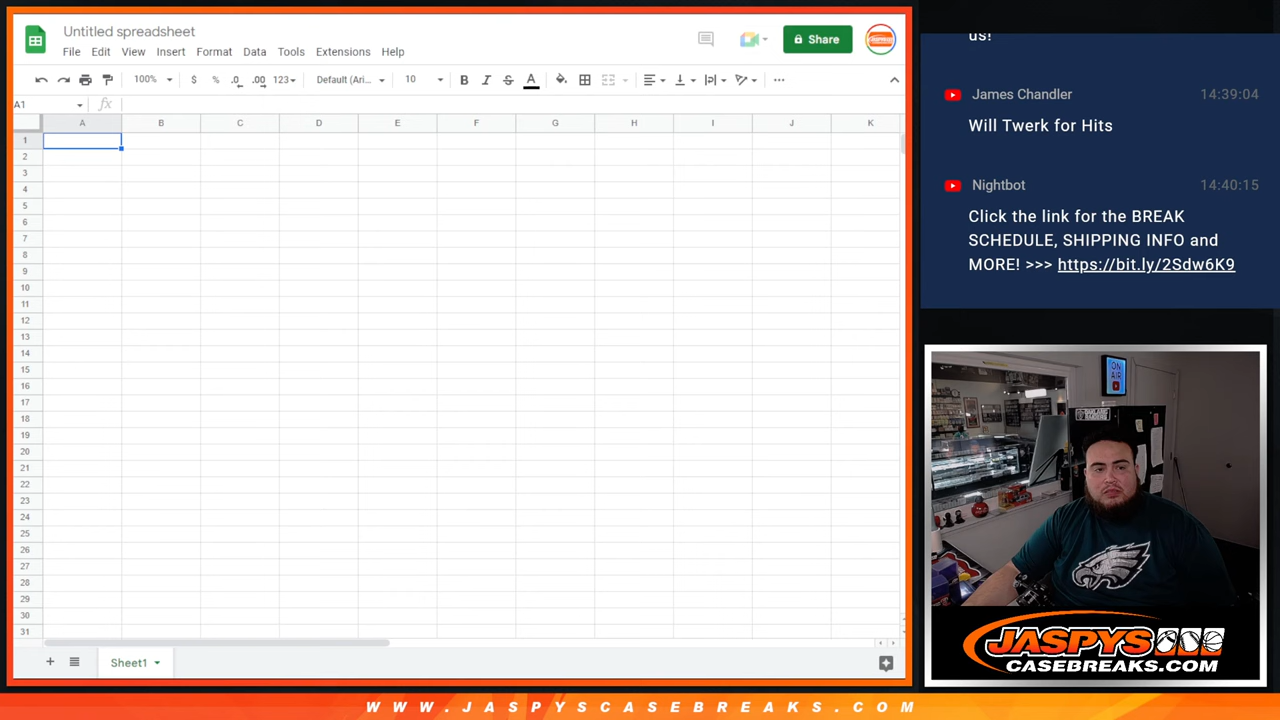 Untitled spreadsheet
File Edit View Insert Format Data Tools Extensions Help
Share
100% $ % .0 .00 123 Default (Ari... 10 B I S A
A1 fx
A B C D E F G H I J K
1
2
3
4
5
6
7
8
9
10
11
12
13
14
15
16
17
18
19
20
21
22
23
24
25
26
27
28
29
30
31
Sheet1
us!
James Chandler 14:39:04
Will Twerk for Hits
Nightbot 14:40:15
Click the link for the BREAK
SCHEDULE, SHIPPING INFO and
MORE! >>> https://bit.ly/2Sdw6K9
ON
AIR
JASPYS
CASEBREAKS.COM
WWW.JASPYSCASEBREAKS.COM